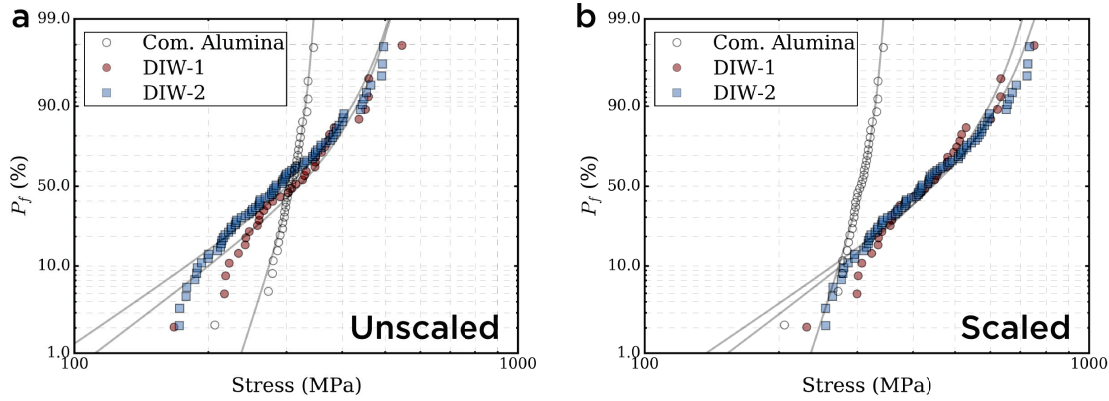 a
99.0
90.0
50.0
10.0
1.0
P_f (%)
Com. Alumina
DIW-1
DIW-2
Unscaled
100
1000
Stress (MPa)
b
99.0
90.0
50.0
10.0
1.0
P_f (%)
Com. Alumina
DIW-1
DIW-2
Scaled
100
1000
Stress (MPa)